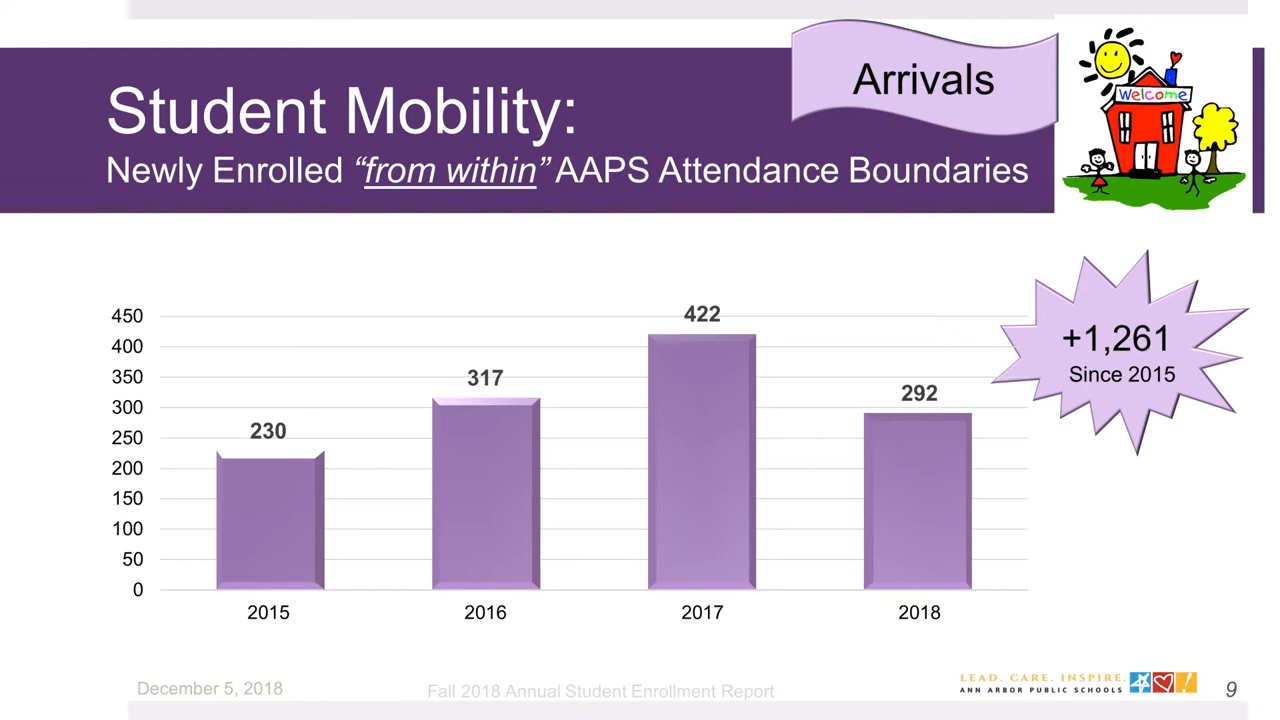 Arrivals
Welcome
Student Mobility:
Newly Enrolled “from within” AAPS Attendance Boundaries
+1,261
Since 2015
450
400
350
300
250
200
150
100
50
0
230
317
422
292
2015
2016
2017
2018
December 5, 2018
Fall 2018 Annual Student Enrollment Report
LEAD. CARE. INSPIRE.
ANN ARBOR PUBLIC SCHOOLS
9